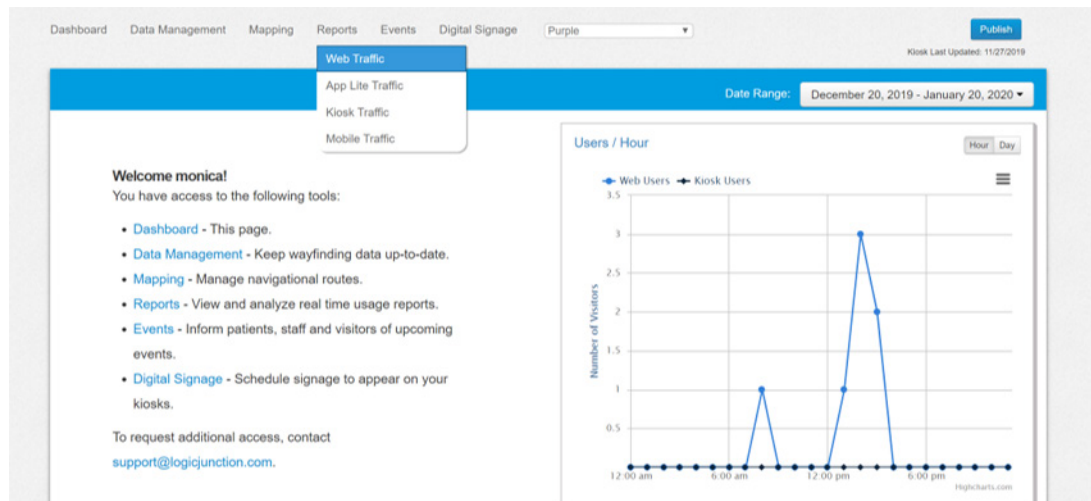 Dashboard Data Management Mapping Reports Events Digital Signage Purple Publish
Kiosk Last Updated: 11/27/2019
Web Traffic
App Lite Traffic
Kiosk Traffic
Mobile Traffic
Date Range: December 20, 2019 - January 20, 2020
Welcome monica!
You have access to the following tools:
Dashboard - This page.
Data Management - Keep wayfinding data up-to-date.
Mapping - Manage navigational routes.
Reports - View and analyze real time usage reports.
Events - Inform patients, staff and visitors of upcoming
events.
Digital Signage - Schedule signage to appear on your
kiosks.
To request additional access, contact
support@logicjunction.com.
Users / Hour Hour Day
Web Users Kiosk Users
3.5
3
2.5
2
1.5
1
0.5
Number of Visitors
12:00 am 6:00 am 12:00 pm 6:00 pm
Highcharts.com